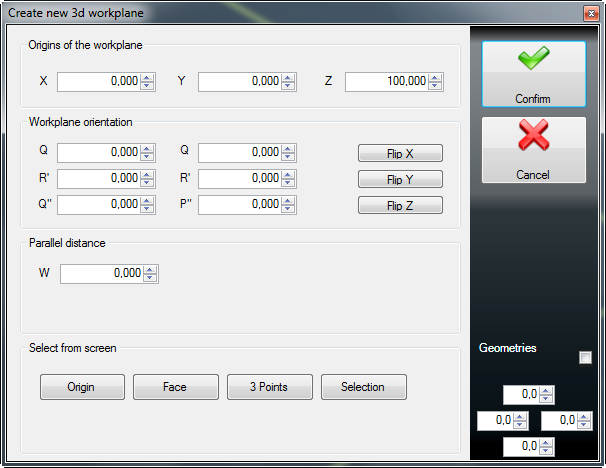 Create new 3d workplane
Origins of the workplane
X 0,000 Y 0,000 Z 100,000
Confirm
Workplane orientation
Q 0,000 Q 0,000 Flip X
R' 0,000 R' 0,000 Flip Y
Q'' 0,000 P'' 0,000 Flip Z
Cancel
Parallel distance
W 0,000
Select from screen
Origin Face 3 Points Selection
Geometries
0,0
0,0 0,0
0,0